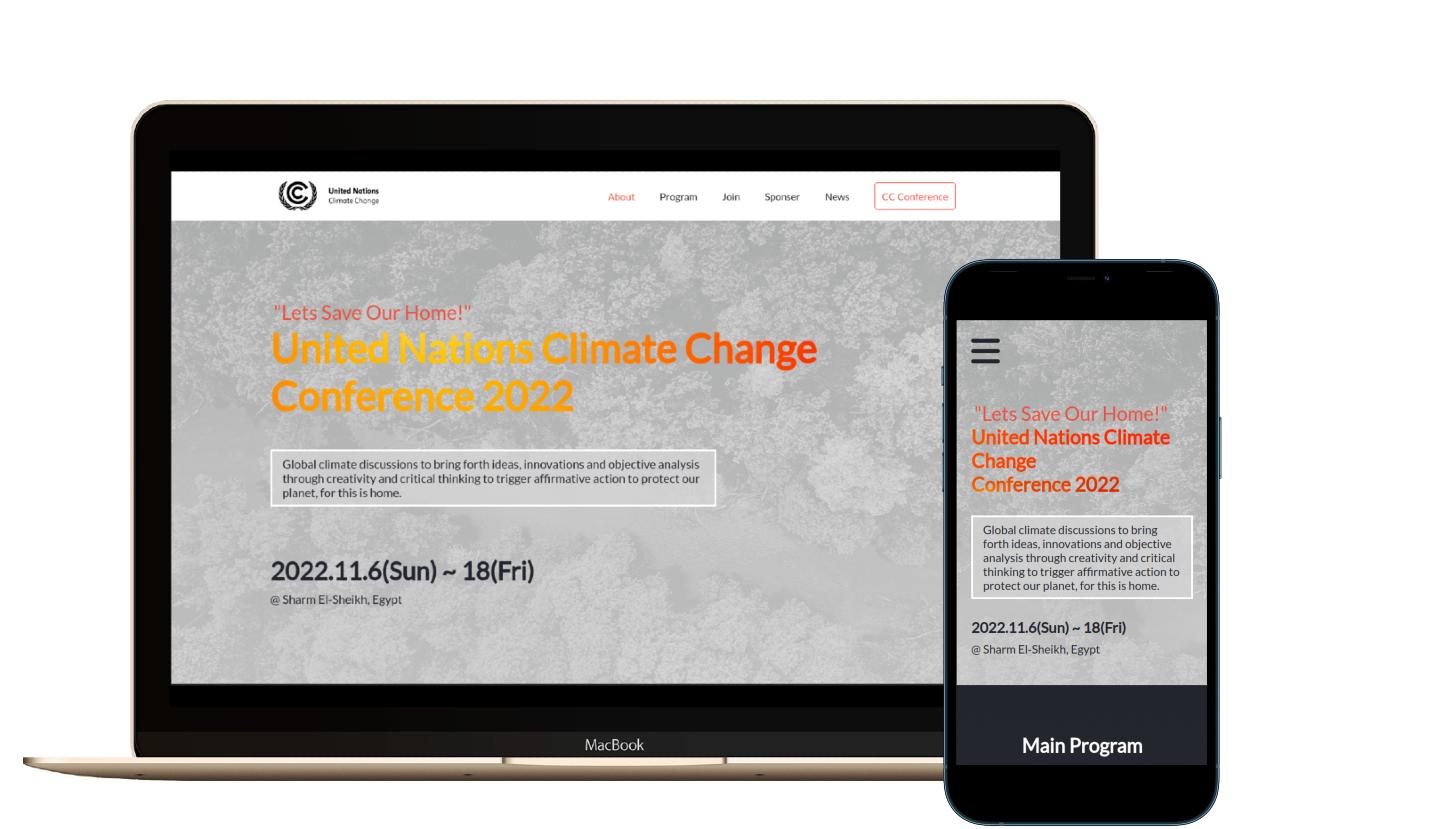 United Nations
Climate Change
About Program Join Sponser News CC Conference
"Lets Save Our Home!"
United Nations Climate Change
Conference 2022
Global climate discussions to bring forth ideas, innovations and objective analysis
through creativity and critical thinking to trigger affirmative action to protect our
planet, for this is home.
2022.11.6(Sun) ~ 18(Fri)
@ Sharm El-Sheikh, Egypt
MacBook
"Lets Save Our Home!"
United Nations Climate
Change
Conference 2022
Global climate discussions to bring
forth ideas, innovations and objective
analysis through creativity and critical
thinking to trigger affirmative action to
protect our planet, for this is home.
2022.11.6(Sun) ~ 18(Fri)
@ Sharm El-Sheikh, Egypt
Main Program